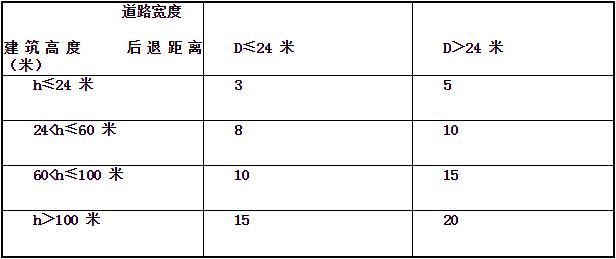 道路宽度
建筑高度 后退距离 D≤24 米 D＞24 米
（米）
h≤24 米 3 5
24<h≤60 米 8 10
60<h≤100 米 10 15
h＞100 米 15 20